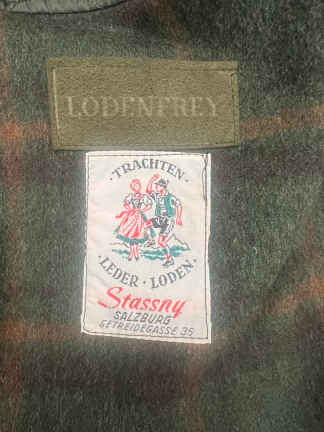 LODENFREY
·TRACHTEN·
LEDER·LODEN
Stassny
SALZBURG
GETREIDEGASSE 35